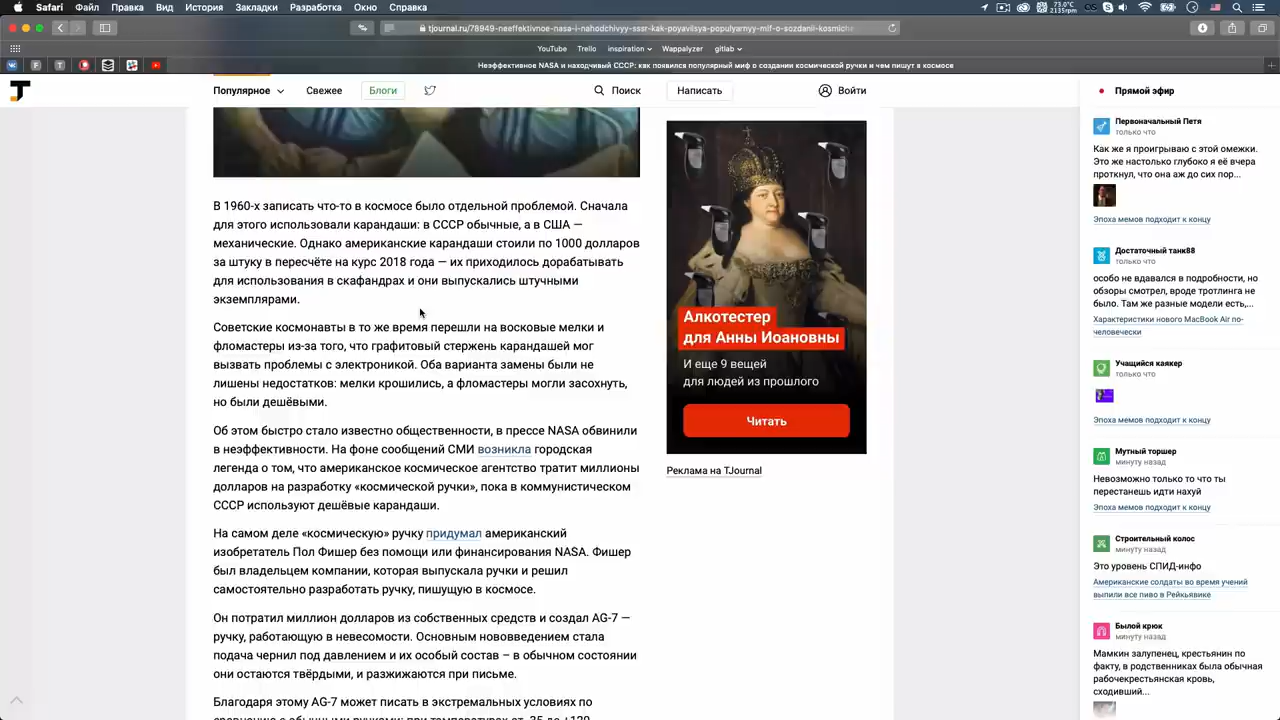 Safari Файл Правка Вид История Закладки Разработка Окно Справка
tjournal.ru/78949-neeffektivnoe-nasa-i-nahodchivyy-sssr-kak-poyavilsya-populyarnyy-mif-o-sozdanii-kosmiche
YouTube Trello inspiration Wappalyzer gitlab
Неэффективное NASA и находчивый СССР: как появился популярный миф о создании космической ручки и чем пишут в космосе
Популярное Свежее Блоги Поиск Написать Войти
Прямой эфир
В 1960-х записать что-то в космосе было отдельной проблемой. Сначала
для этого использовали карандаши: в СССР обычные, а в США —
механические. Однако американские карандаши стоили по 1000 долларов
за штуку в пересчёте на курс 2018 — их приходилось дорабатывать
для использования в скафандрах и они выпускались штучными
экземплярами.
Советские космонавты в то же время перешли на восковые мелки и
фломастеры из-за того, что графитовый стержень карандашей мог
вызвать проблемы с электроникой. Оба варианта замены были не
лишены недостатков: мелки крошились, а фломастеры могли засохнуть,
но были дешёвыми.
Об этом быстро стало известно общественности, в прессе NASA обвинили
в неэффективности. На фоне сообщений СМИ возникла городская
легенда о том, что американское космическое агентство тратит миллионы
долларов на разработку «космической ручки», пока в коммунистическом
СССР используют дешёвые карандаши.
На самом деле «космическую» ручку придумал американский
изобретатель Пол Фишер без помощи или финансирования NASA. Фишер
был владельцем компании, которая выпускала ручки и решил
самостоятельно разработать ручку, пишущую в космосе.
Он потратил миллион долларов из собственных средств и создал AG-7 —
ручку, работающую в невесомости. Основным нововведением стала
подача чернил под давлением и их особый состав – в обычном состоянии
они остаются твёрдыми, и разжижаются при письме.
Благодаря этому AG-7 может писать в экстремальных условиях по
Алкотестер
для Анны Иоановны
И еще 9 вещей
для людей из прошлого
Читать
Реклама на TJournal
Первоначальный Петя
только что
Как же я проигрываю с этой омежки.
Это же настолько глубоко я её вчера
проткнул, что она аж до сих пор...
Эпоха мемов подходит к концу
Достаточный танк88
только что
особо не вдавался в подробности, но
обзоры смотрел, вроде тротлинга не
было. Там же разные модели есть,...
Характеристики нового MacBook Air по-
человечески
Учащийся каякер
только что
Эпоха мемов подходит к концу
Мутный торшер
минуту назад
Невозможно только то что ты
перестанешь идти нахуй
Эпоха мемов подходит к концу
Строительный колос
минуту назад
Это уровень СПИД-инфо
Американские солдаты во время учений
выпили все пиво в Рейкьявике
Былой крюк
минуту назад
Мамкин залупенец, крестьянин по
факту, в родственниках была обычная
рабочекрестьянская кровь,
сходивший...